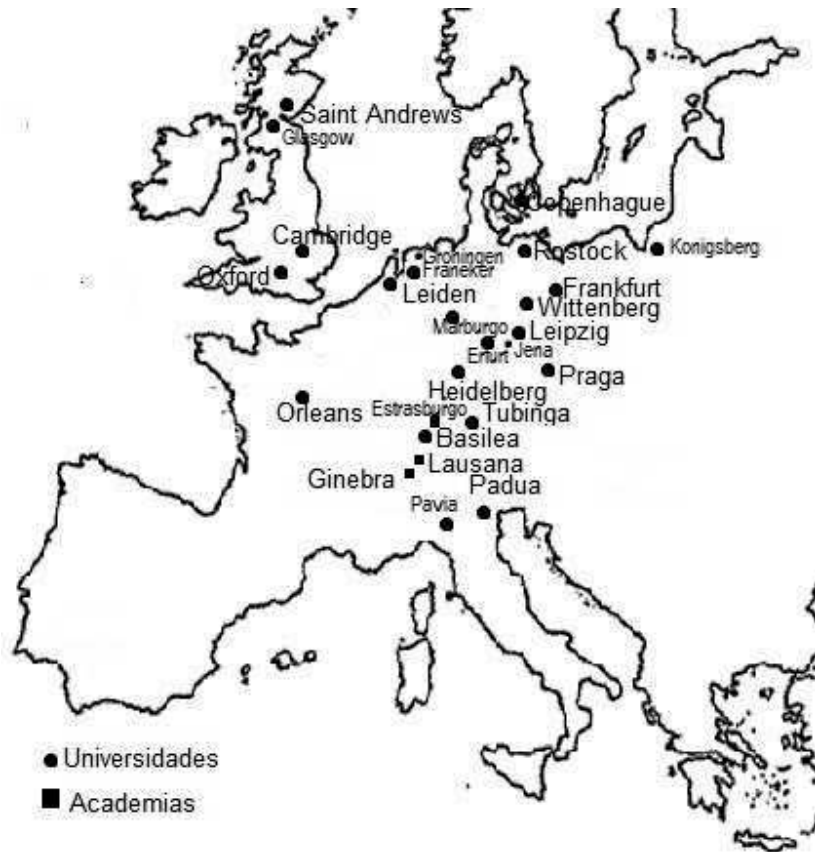 Saint Andrews
Glasgow
Copenhague
Cambridge
Groningen
Rostock
Konigsberg
Oxford
Franeker
Leiden
Frankfurt
Wittenberg
Marburgo
Leipzig
Erfurt
Jena
Praga
Heidelberg
Orleans
Estrasburgo
Tubinga
Basilea
Lausana
Ginebra
Padua
Pavia
Universidades
Academias